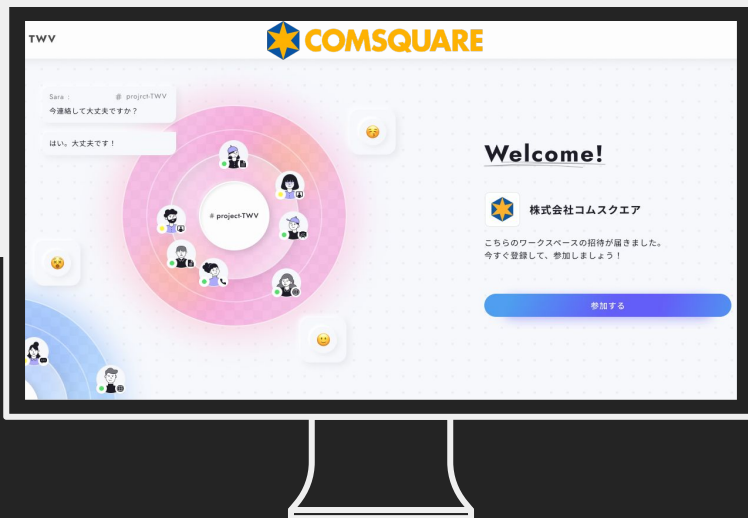 TWV
COMSQUARE
Sara :
# projrct-TWV
今連絡して大丈夫ですか？
はい。大丈夫です！
# project-TWV
Welcome!
株式会社コムスクエア
こちらのワークスペースの招待が届きました。
今すぐ登録して、参加しましょう！
参加する